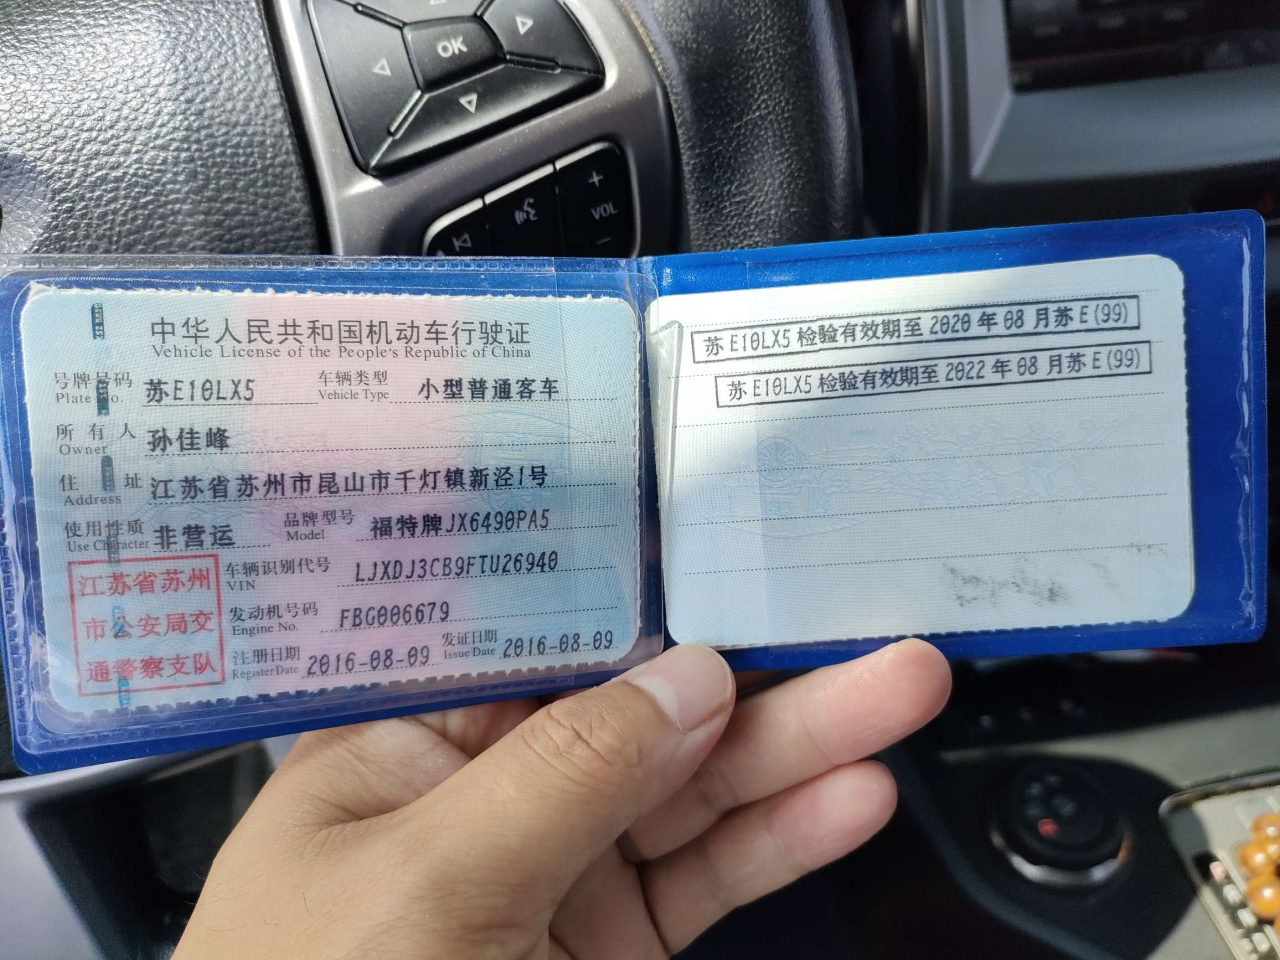 OK
+
VOL
−
中华人民共和国机动车行驶证
Vehicle License of the People's Republic of China
号牌号码 苏E10LX5 车辆类型 小型普通客车
Plate No. Vehicle Type
所有人 孙佳峰
Owner
住址 江苏省苏州市昆山市千灯镇新泾1号
Address
使用性质 非营运 品牌型号 福特牌JX6490PA5
Use Character Model
江苏省苏州
市公安局交
通警察支队
车辆识别代号 LJXDJ3CB9FTU26940
VIN
发动机号码 FBG006679
Engine No.
注册日期 2016-08-09 发证日期 2016-08-09
Register Date Issue Date
苏E10LX5 检验有效期至 2020 年 08 月苏 E (99)
苏E10LX5 检验有效期至 2022 年 08 月苏 E (99)